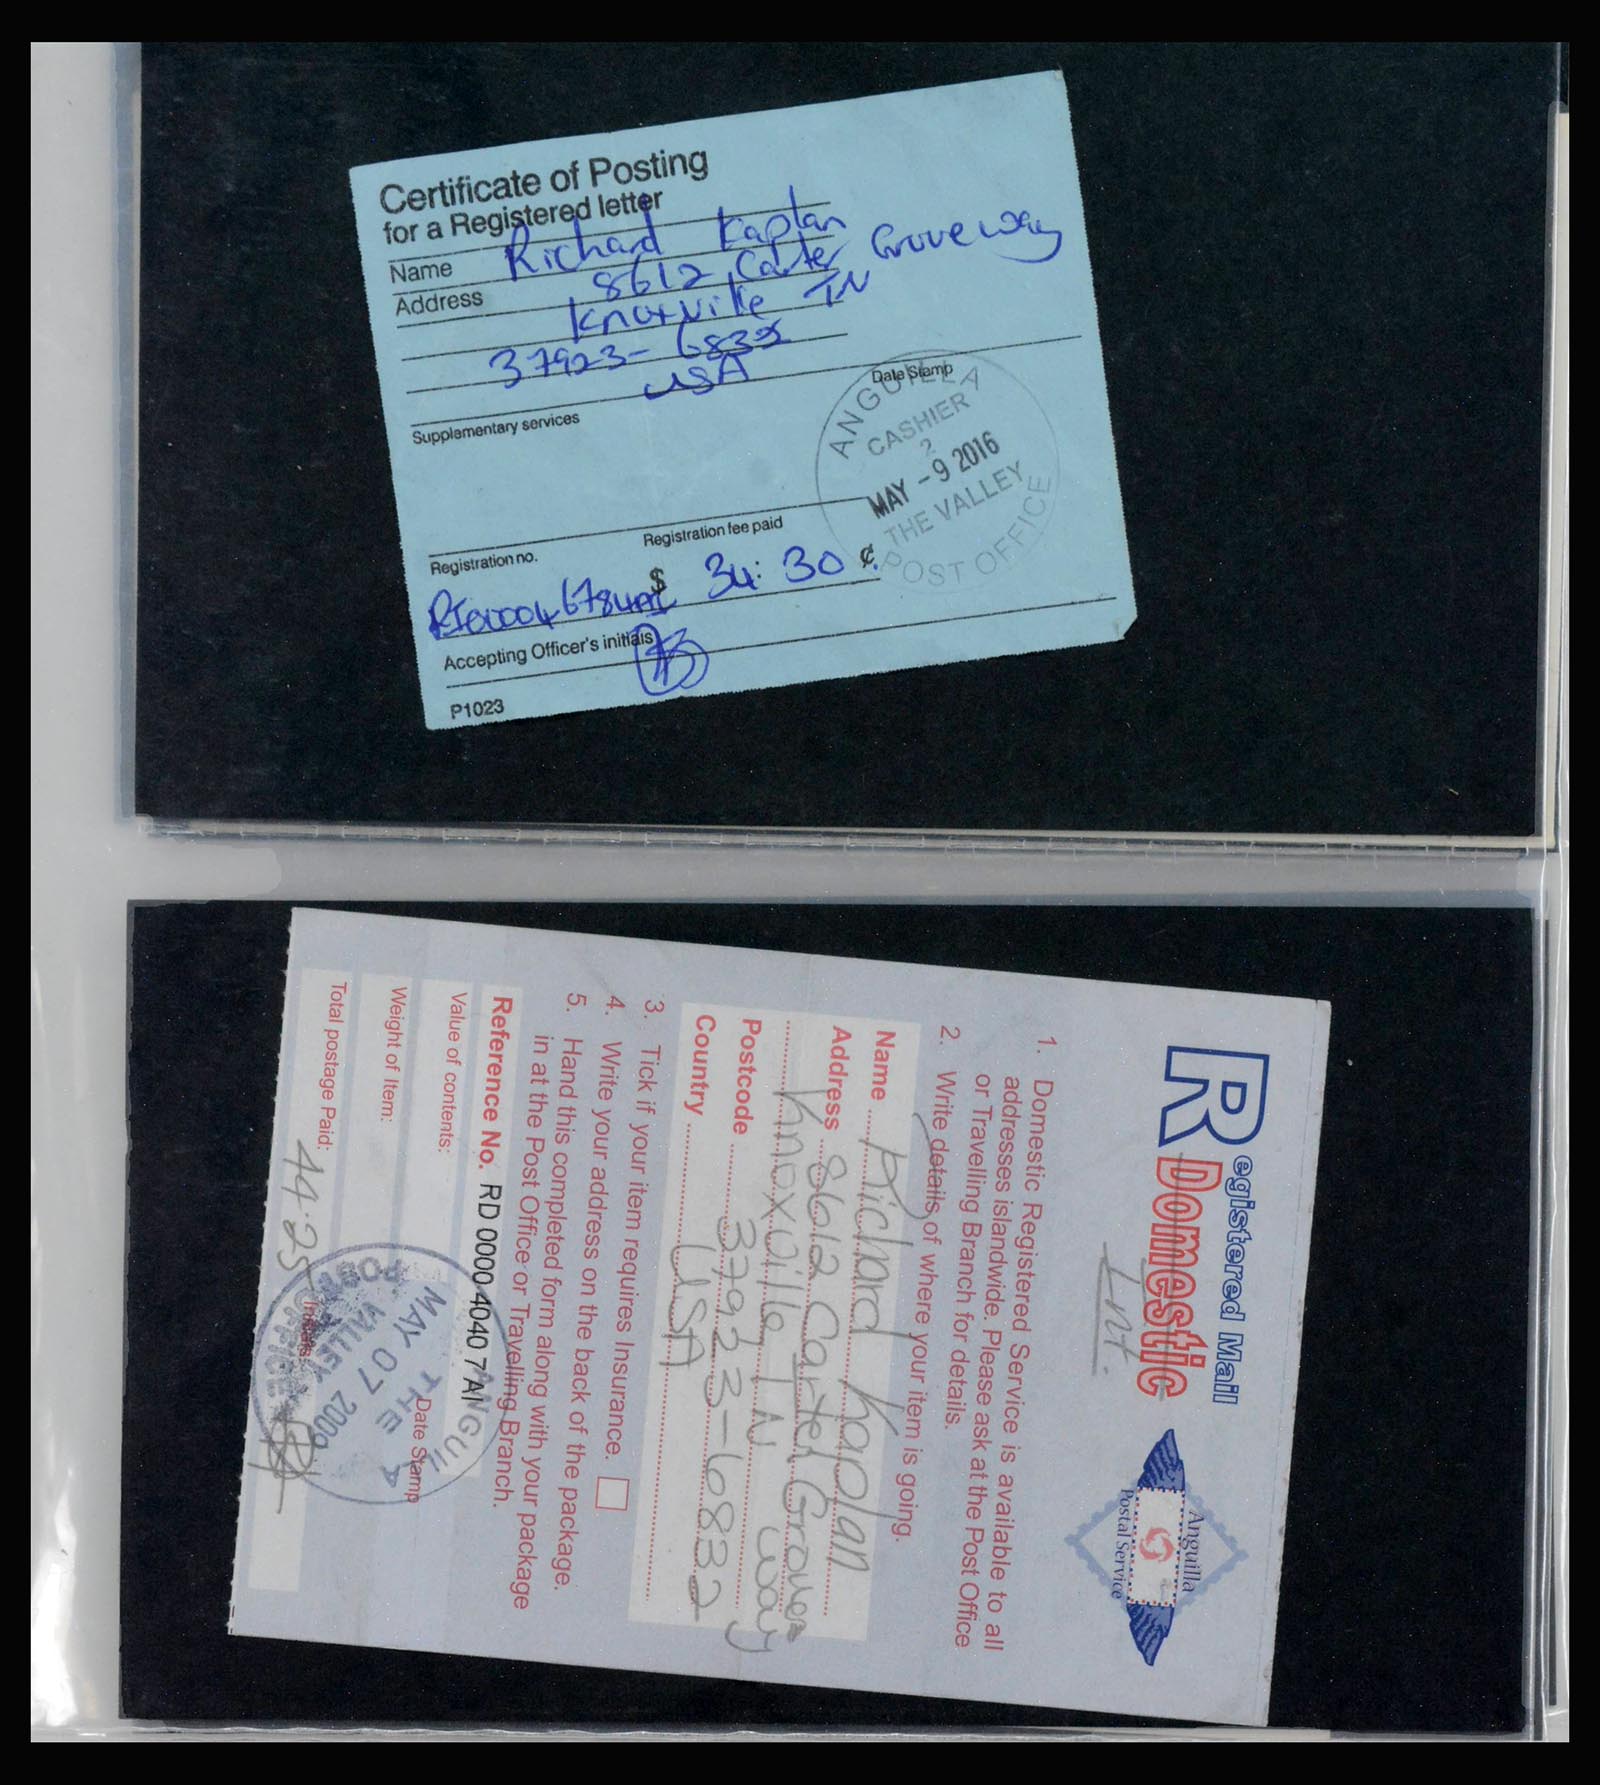 Certificate of Posting
for a Registered letter
Name Richard Kaplan
Address 8612 Carter Grove way
Knoxville TN
37923-6832
USA
Supplementary services
Date Stamp
ANGUILLA
CASHIER
2
MAY -9 2016
THE VALLEY
POST OFFICE
Registration no.
Registration fee paid
$ 34:30 ¢
Accepting Officer's initials
P1023
Registered Mail
Domestic
Int.
Anguilla
Postal Service
1. Domestic Registered Service is available to all
addresses islandwide. Please ask at the Post Office
or Travelling Branch for details.
2. Write details of where your item is going.
Name Richard Kaplan
Address 8612 Carter Grove
Knoxville TN way
Postcode 37923-6832
Country USA
3. Tick if your item requires Insurance.
4. Write your address on the back of the package.
5. Hand this completed form along with your package
in at the Post Office or Travelling Branch.
Reference No. RD 0000 4040 7 AI
Value of contents:
Weight of Item:
Total postage Paid: 44.25
Initials
Date Stamp
ANGUILLA
MAY 07 2009
THE
VALLEY
POST OFFICE